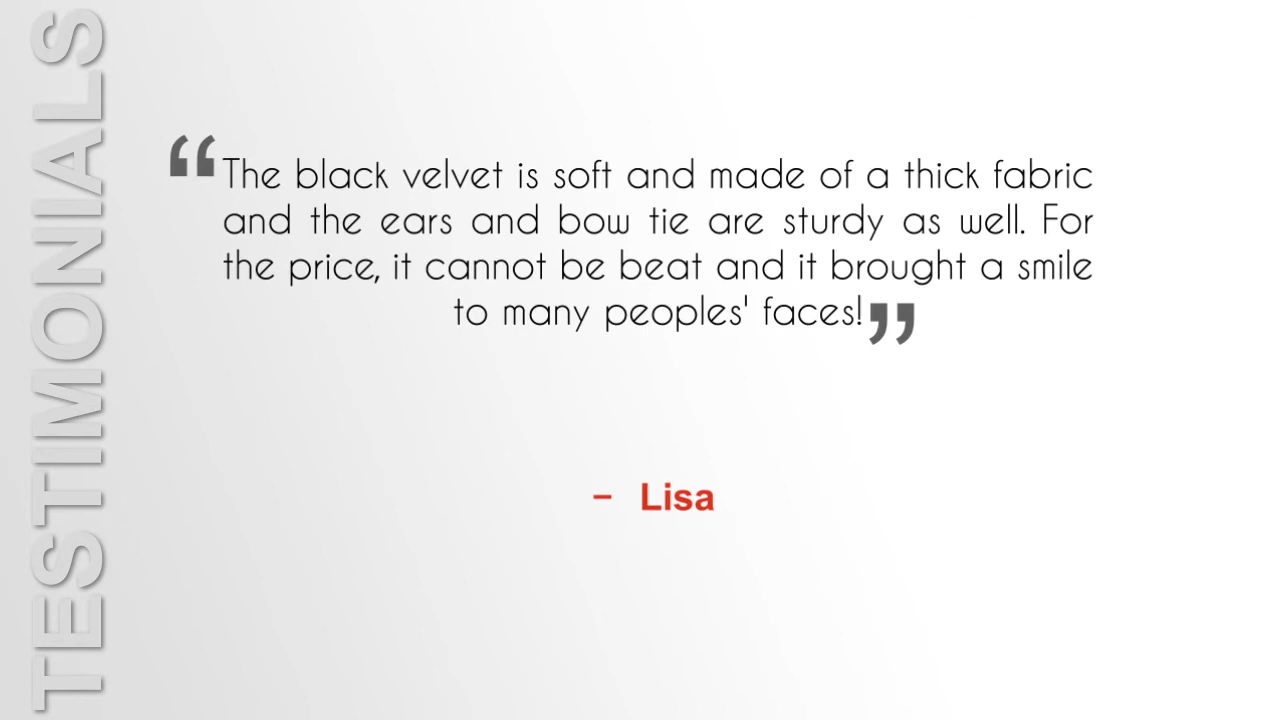 TESTIMONIALS
“The black velvet is soft and made of a thick fabric
and the ears and bow tie are sturdy as well. For
the price, it cannot be beat and it brought a smile
to many peoples' faces!”
– Lisa